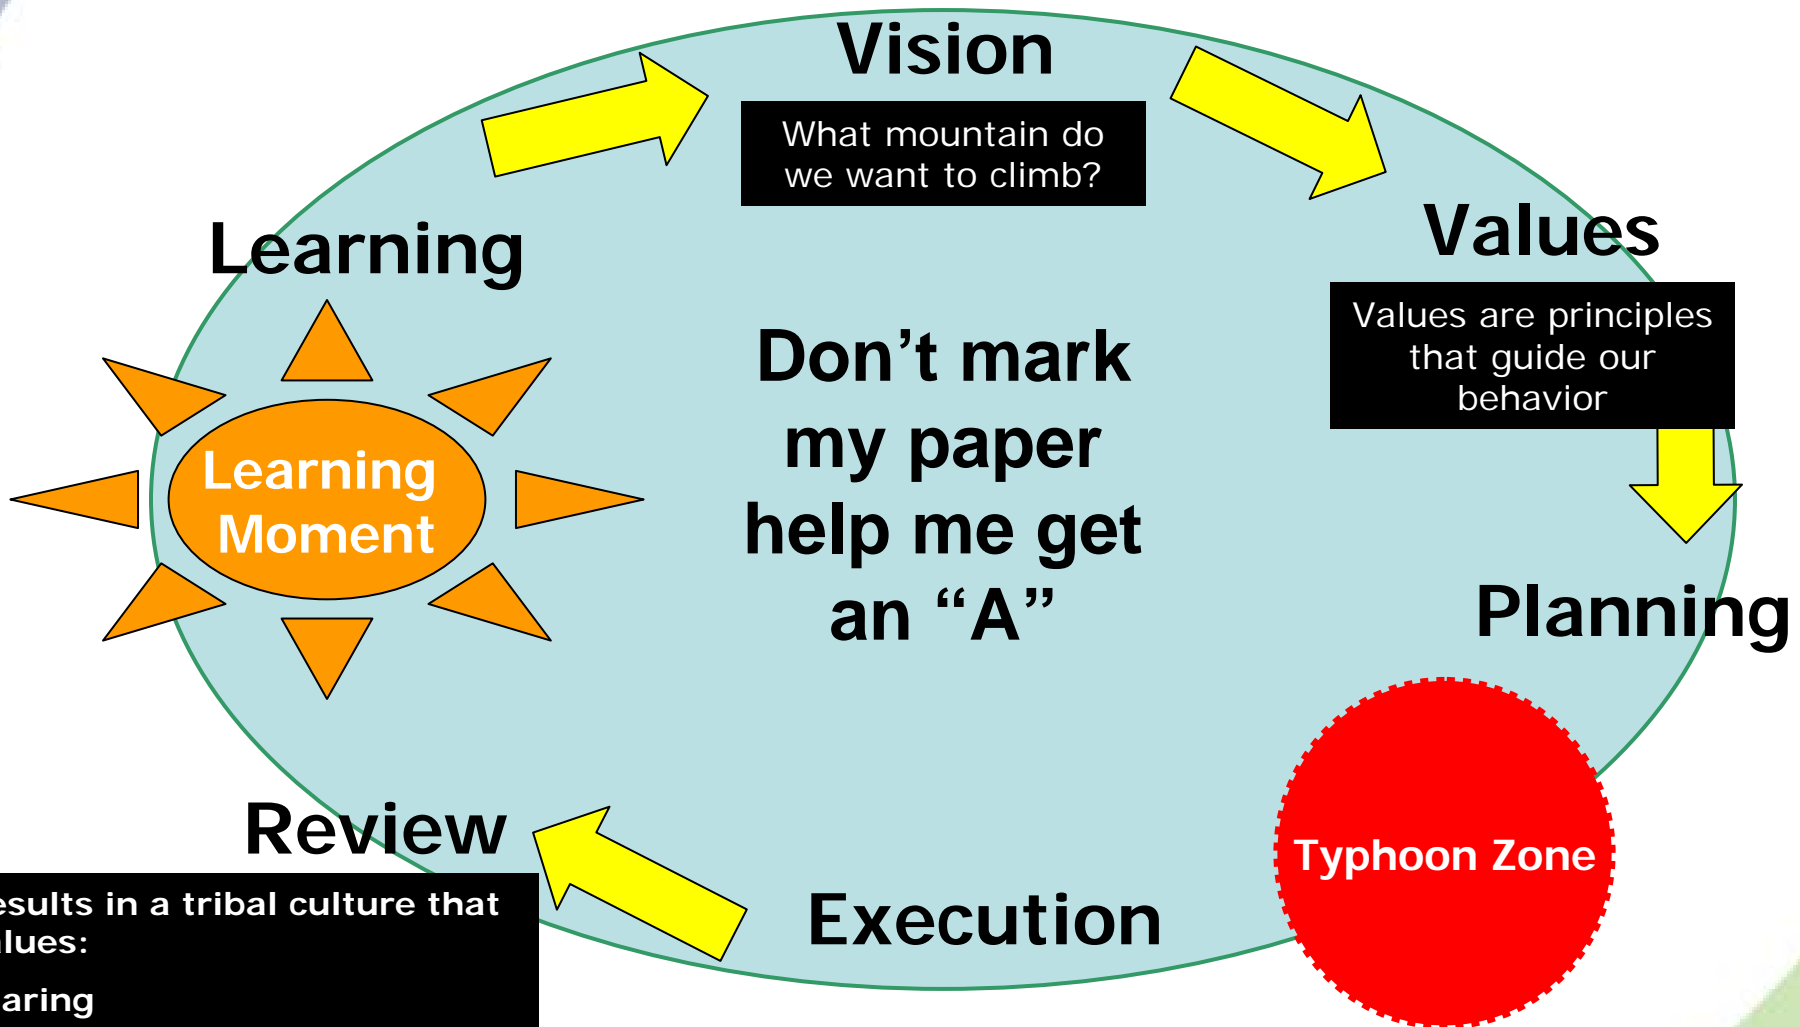 Vision
What mountain do
we want to climb?
Learning
Values
Values are principles
that guide our
behavior
Don’t mark
my paper
help me get
an “A”
Learning
Moment
Planning
Typhoon Zone
Review
Execution
esults in a tribal culture that
alues:
aring